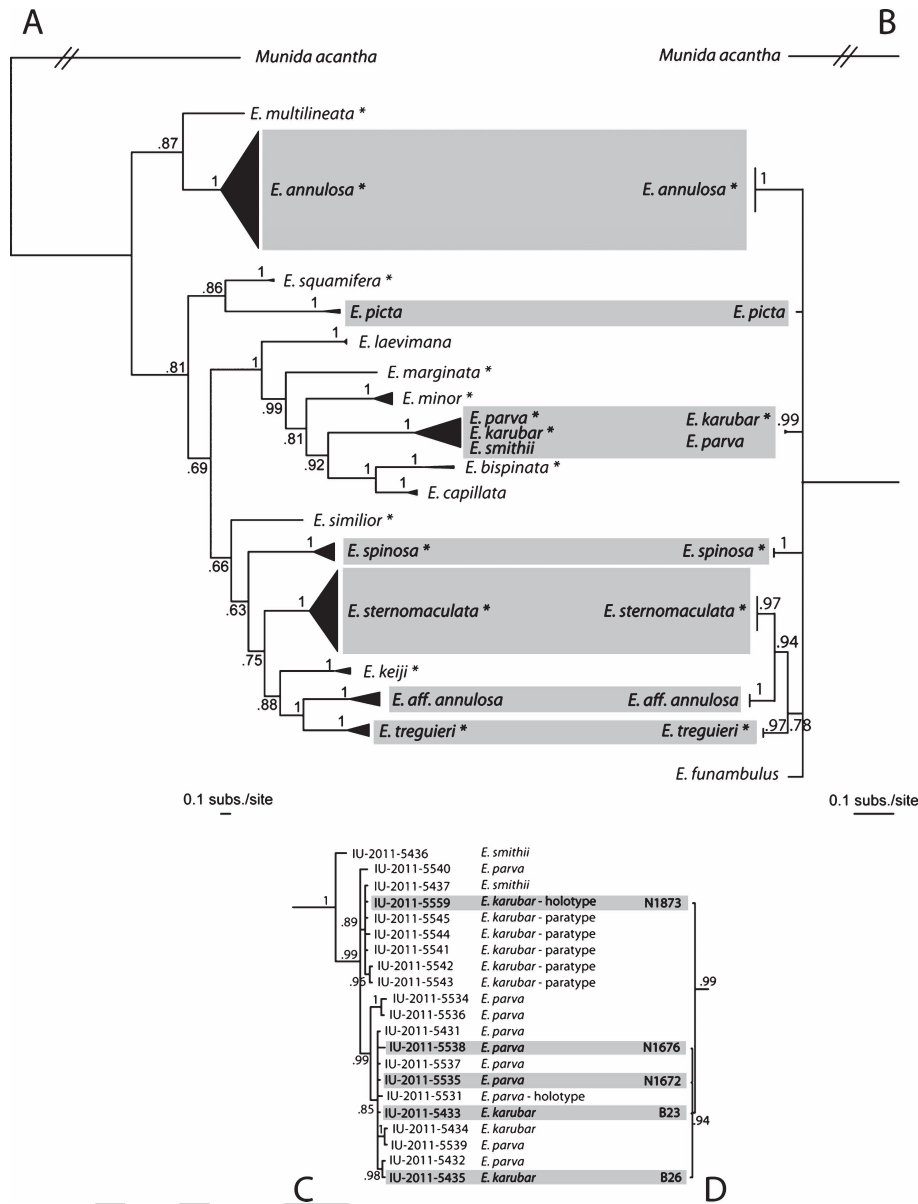 A
B
Munida acantha
Munida acantha
E. multilineata *
.87
1
E. annulosa *
E. annulosa *
1
1
E. squamifera *
.86
1
E. picta
E. picta
1
E. laevimana
.81
1
E. marginata *
.99
1
E. minor *
.81
1
E. parva *
E. karubar *
E. smithii
E. karubar *
E. parva
.99
.92
1
E. bispinata *
1
.69
1
E. capillata
E. similior *
.66
1
E. spinosa *
E. spinosa *
1
.63
1
E. sternomaculata *
E. sternomaculata *
.97
.94
.75
1
E. keiji *
.88
1
1
E. aff. annulosa
E. aff. annulosa
1
1
E. treguieri *
E. treguieri *
.97
.78
E. funambulus
0.1 subs./site
0.1 subs./site
IU-2011-5436 E. smithii
IU-2011-5540 E. parva
IU-2011-5437 E. smithii
1
IU-2011-5559 E. karubar - holotype N1873
.89
IU-2011-5545 E. karubar - paratype
IU-2011-5544 E. karubar - paratype
.99
IU-2011-5541 E. karubar - paratype
IU-2011-5542 E. karubar - paratype
.96
IU-2011-5543 E. karubar - paratype
.99
1
IU-2011-5534 E. parva
IU-2011-5536 E. parva
IU-2011-5431 E. parva
IU-2011-5538 E. parva N1676
.99
IU-2011-5537 E. parva
IU-2011-5535 E. parva N1672
IU-2011-5531 E. parva - holotype
.85
IU-2011-5433 E. karubar B23
.94
1
IU-2011-5434 E. karubar
IU-2011-5539 E. parva
IU-2011-5432 E. parva
.98
IU-2011-5435 E. karubar B26
C
D